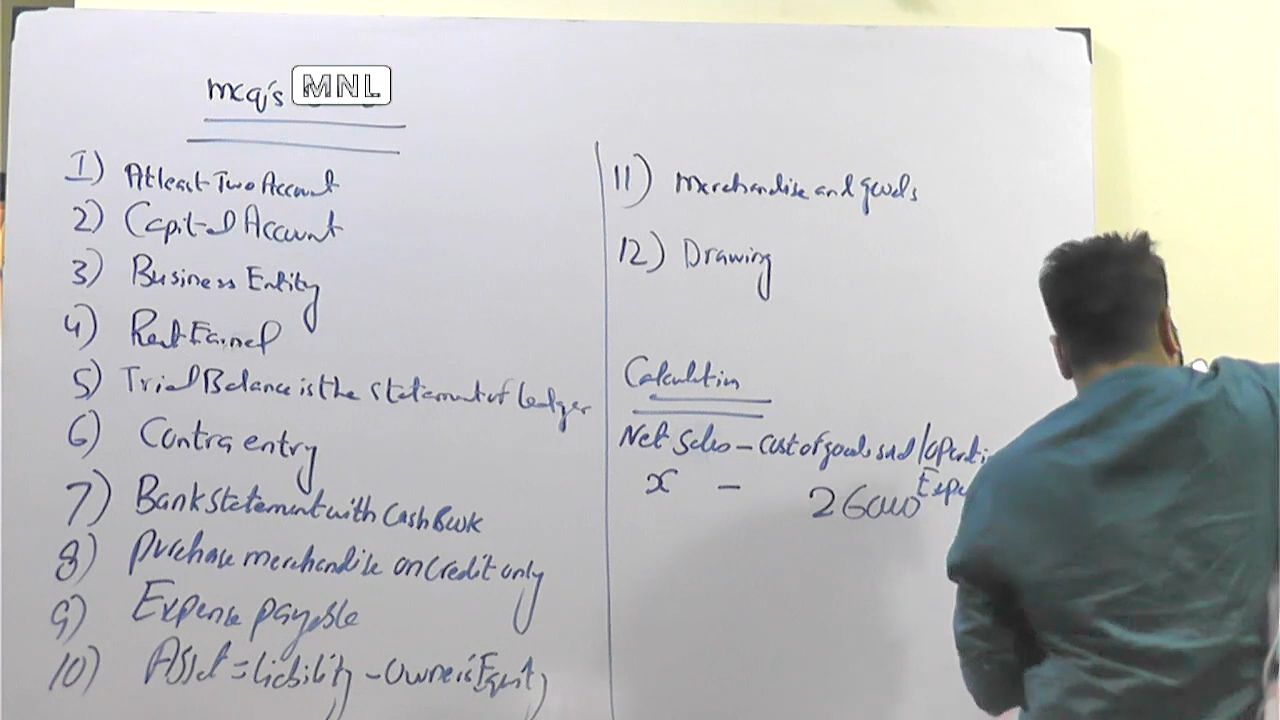 mcq's MNL
1) Atleast Two Account
2) Capital Account
3) Business Entity
4) Rent Earned
5) Trial Balance is the statement of ledger
6) Contra entry
7) Bank statement with Cash Book
8) purchase merchandise on credit only
9) Expense payable
10) Asset = liability - owner's Equity
11) Merchandise and goods
12) Drawing
Calculation
Net sales - cost of goods sold / operati
Expe
x - 26000